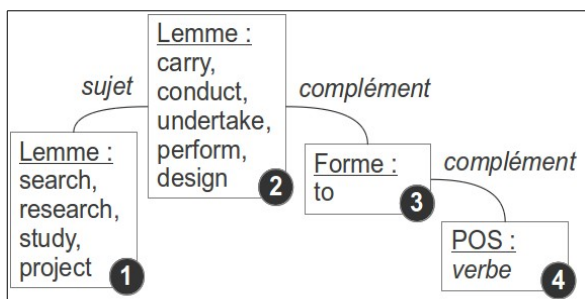 Lemme :
carry,
conduct,
undertake,
perform,
design
2
sujet
complément
Lemme :
search,
research,
study,
project
1
Forme :
to
3
complément
POS :
verbe
4